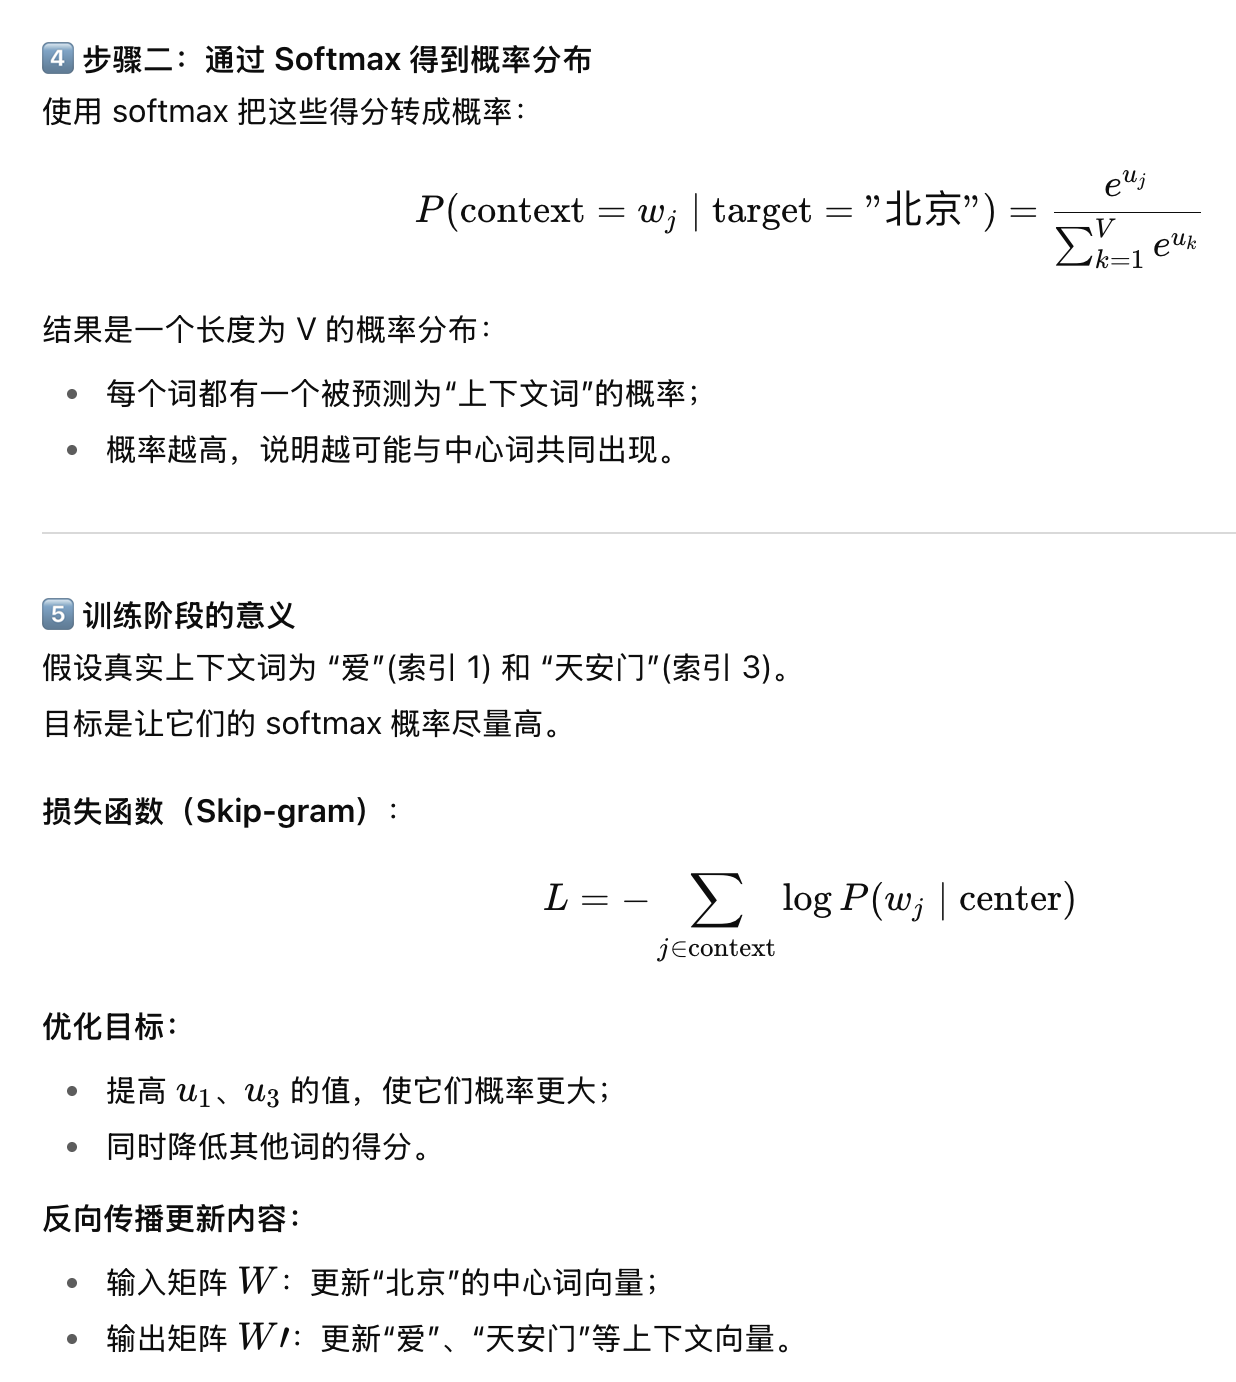 4️⃣ 步骤二：通过 Softmax 得到概率分布
使用 softmax 把这些得分转成概率：
P(context = w_j | target = ”北京”) = \frac{e^{u_j}}{\sum_{k=1}^{V} e^{u_k}}
结果是一个长度为 V 的概率分布：
• 每个词都有一个被预测为“上下文词”的概率；
• 概率越高，说明越可能与中心词共同出现。
5️⃣ 训练阶段的意义
假设真实上下文词为 “爱”(索引 1) 和 “天安门”(索引 3)。
目标是让它们的 softmax 概率尽量高。
损失函数（Skip-gram）：
L = - \sum_{j \in context} \log P(w_j | center)
优化目标：
• 提高 u_1、u_3 的值，使它们概率更大；
• 同时降低其他词的得分。
反向传播更新内容：
• 输入矩阵 W：更新“北京”的中心词向量；
• 输出矩阵 W′：更新“爱”、“天安门”等上下文向量。